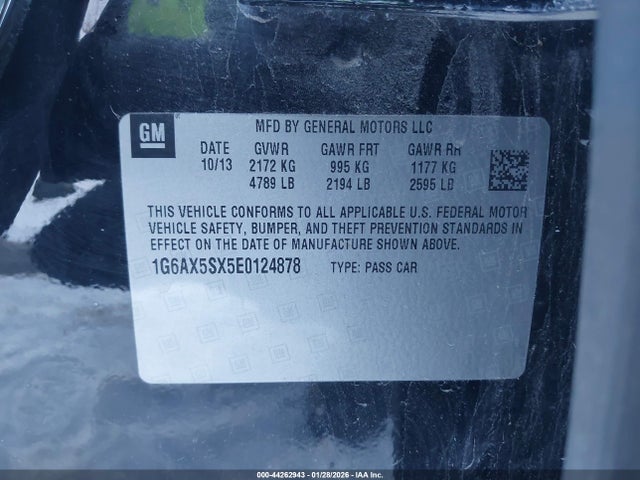 GM
MFD BY GENERAL MOTORS LLC
DATE GVWR GAWR FRT GAWR RR
10/13 2172 KG 995 KG 1177 KG
4789 LB 2194 LB 2595 LB
THIS VEHICLE CONFORMS TO ALL APPLICABLE U.S. FEDERAL MOTOR
VEHICLE SAFETY, BUMPER, AND THEFT PREVENTION STANDARDS IN
EFFECT ON THE DATE OF MANUFACTURE SHOWN ABOVE.
1G6AX5SX5E0124878 TYPE: PASS CAR
000-44262943 - 01/28/2026 - IAA Inc.